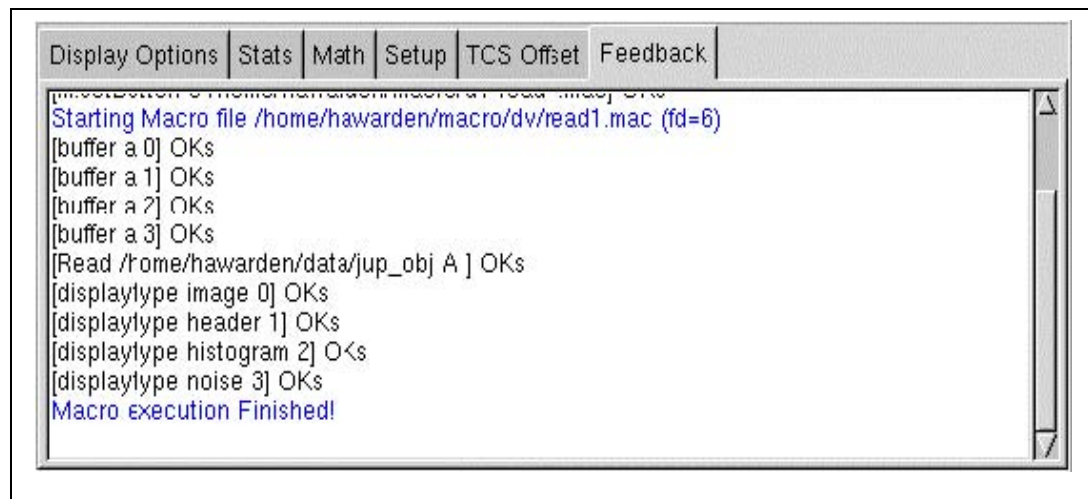 Display Options Stats Math Setup TCS Offset Feedback
Starting Macro file /home/hawarden/macro/dv/read1.mac (fd=6)
[buffer a 0] OKs
[buffer a 1] OKs
[buffer a 2] OKs
[buffer a 3] OKs
[Read /home/hawarden/data/jup_obj A ] OKs
[displaytype image 0] OKs
[displaytype header 1] OKs
[displaytype histogram 2] OKs
[displaytype noise 3] OKs
Macro execution Finished!